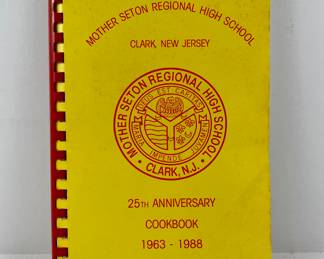 MOTHER SETON REGIONAL HIGH SCHOOL
CLARK, NEW JERSEY
MOTHER SETON REGIONAL HIGH SCHOOL
• CLARK, N.J. •
25TH ANNIVERSARY
COOKBOOK
1963 - 1988